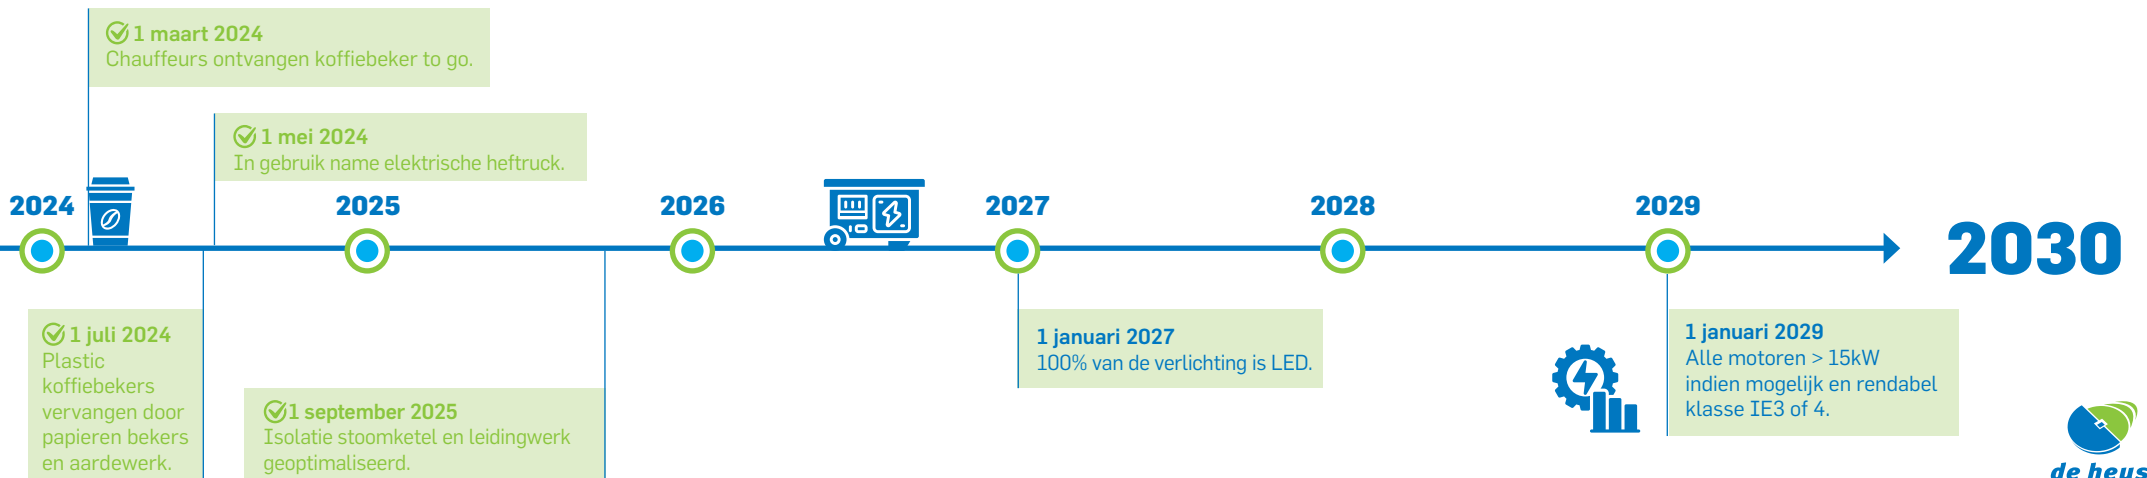 1 maart 2024
Chauffeurs ontvangen koffiebeker to go.
1 mei 2024
In gebruik name elektrische heftruck.
2024
2025
2026
2027
2028
2029
2030
1 juli 2024
Plastic
koffiebekers
vervangen door
papieren bekers
en aardewerk.
1 september 2025
Isolatie stoomketel en leidingwerk
geoptimaliseerd.
1 januari 2027
100% van de verlichting is LED.
1 januari 2029
Alle motoren > 15kW
indien mogelijk en rendabel
klasse IE3 of 4.
de heus